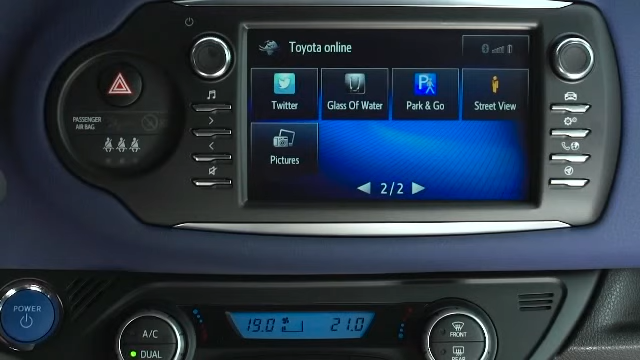 Toyota online
Twitter
Glass Of Water
Park & Go
Street View
Pictures
2/2
PASSENGER
AIR BAG
POWER
A/C
DUAL
19.0
21.0
FRONT
REAR